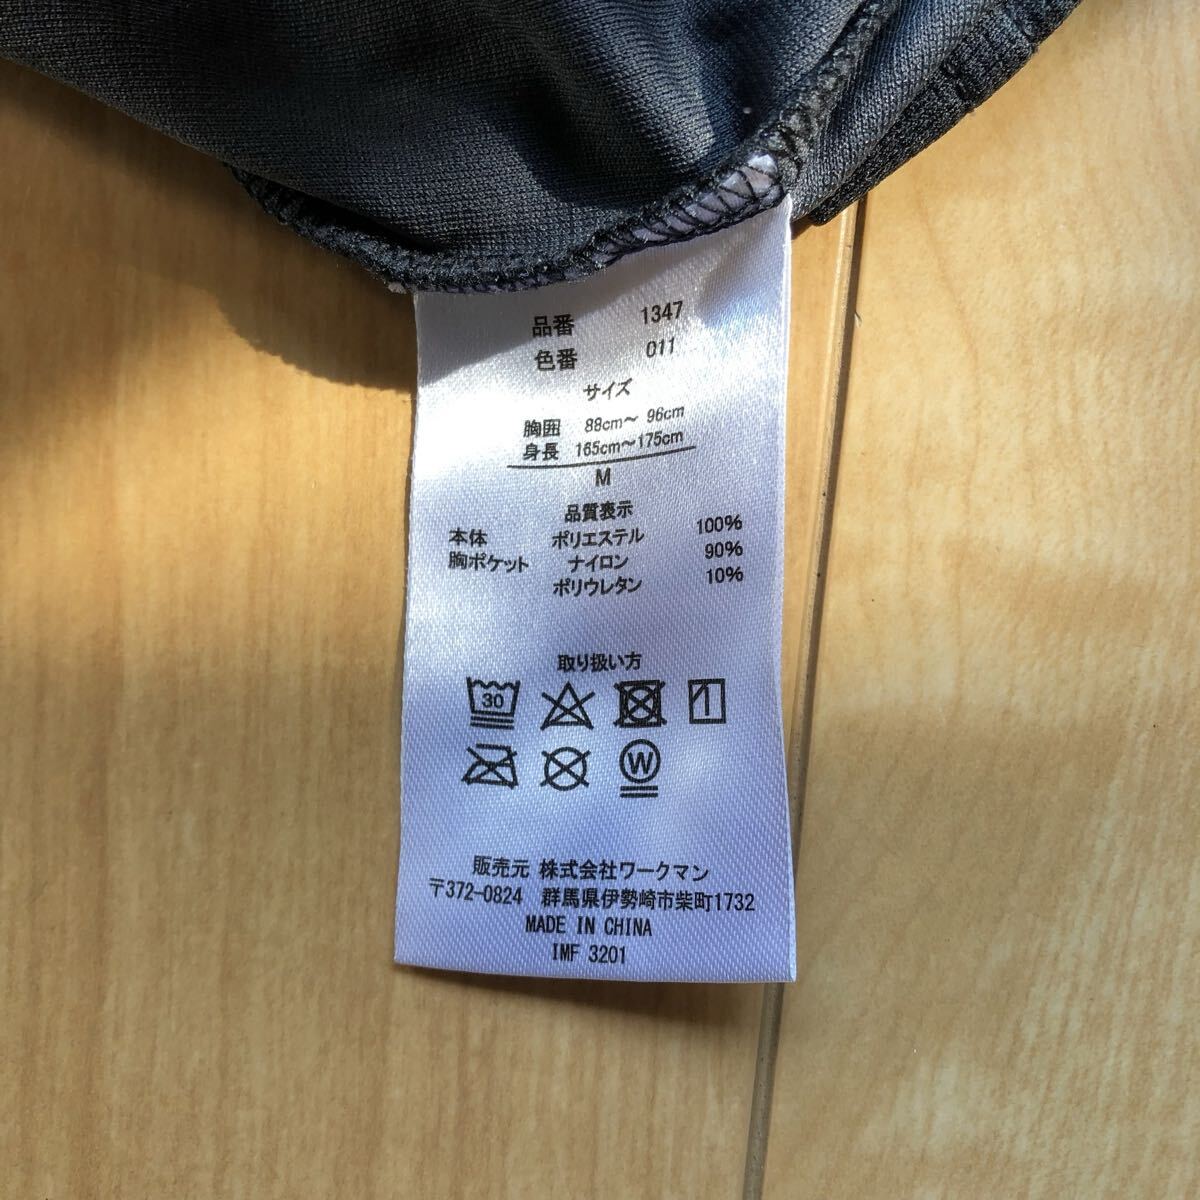 品番 1347
色番 011
サイズ
胸囲 88cm～96cm
身長 165cm～175cm
M
品質表示
本体 ポリエステル 100%
胸ポケット ナイロン 90%
ポリウレタン 10%
取り扱い方
30
W
販売元 株式会社ワークマン
〒372-0824 群馬県伊勢崎市柴町1732
MADE IN CHINA
IMF 3201